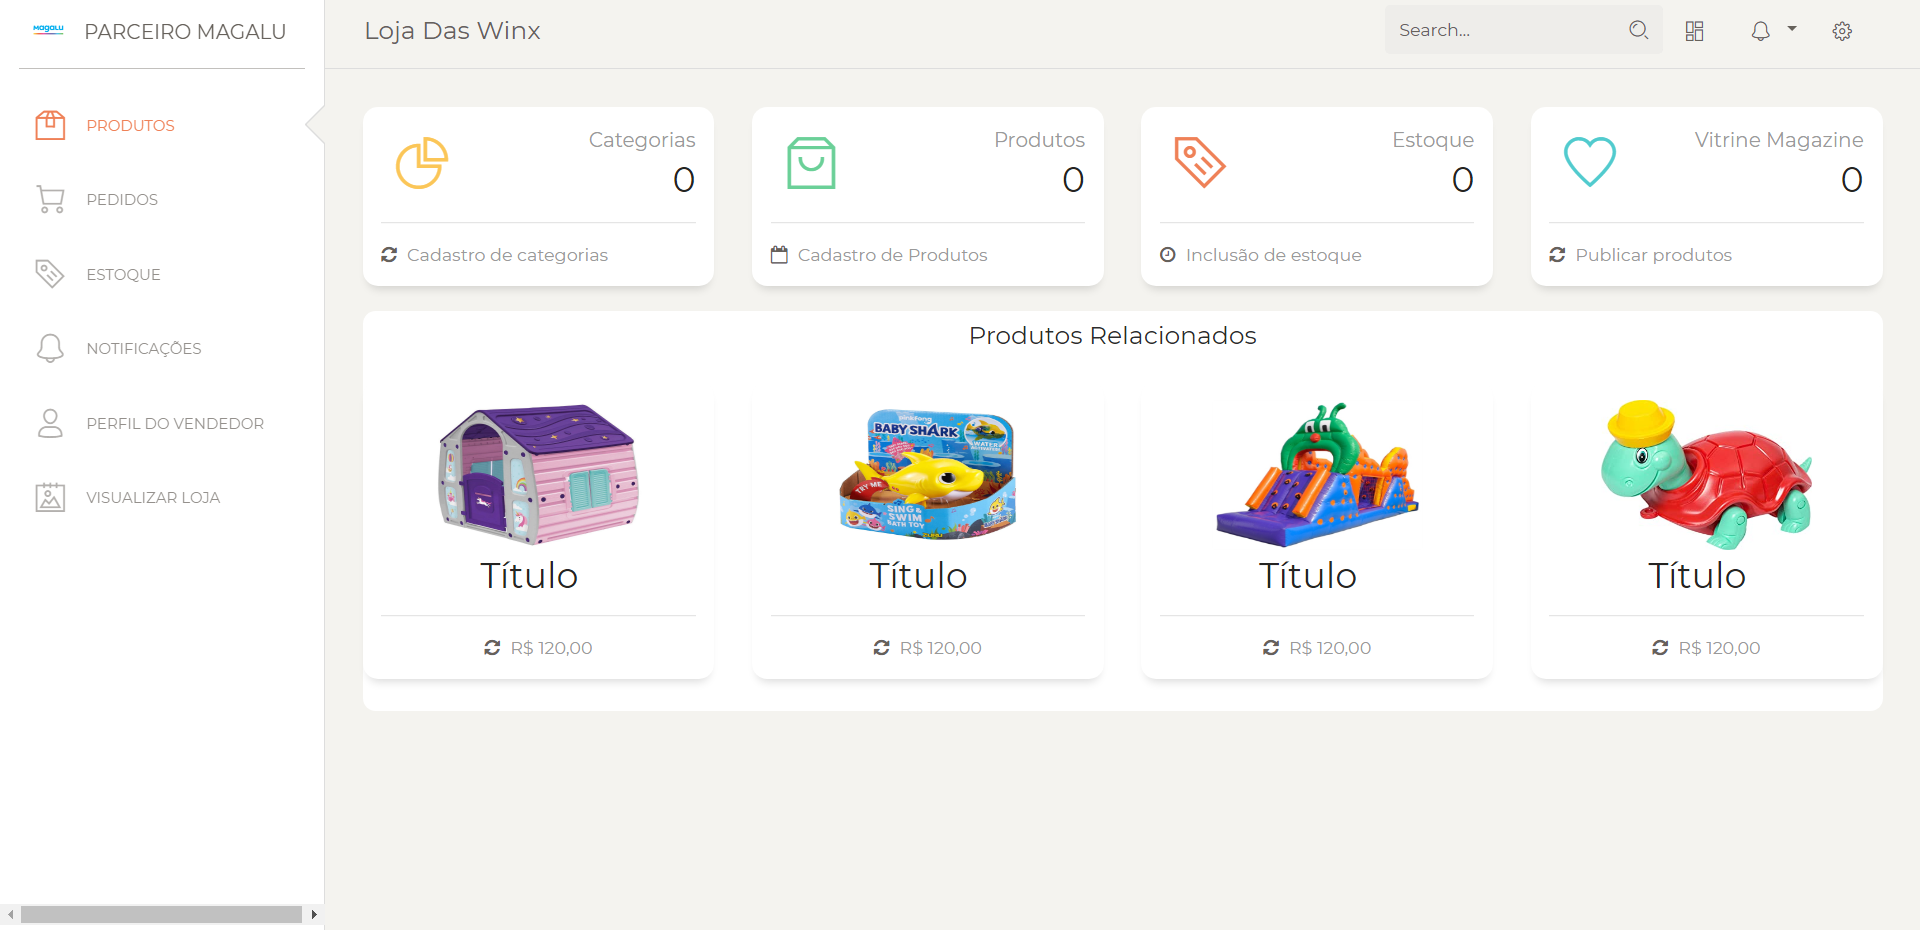 Magalu
PARCEIRO MAGALU
Loja Das Winx
Search...
PRODUTOS
PEDIDOS
ESTOQUE
NOTIFICAÇÕES
PERFIL DO VENDEDOR
VISUALIZAR LOJA
Categorias
0
Cadastro de categorias
Produtos
0
Cadastro de Produtos
Estoque
0
Inclusão de estoque
Vitrine Magazine
0
Publicar produtos
Produtos Relacionados
Título
R$ 120,00
BABY SHARK
TRY ME
SING &
SWIM
BATH TOY
Título
R$ 120,00
Título
R$ 120,00
Título
R$ 120,00